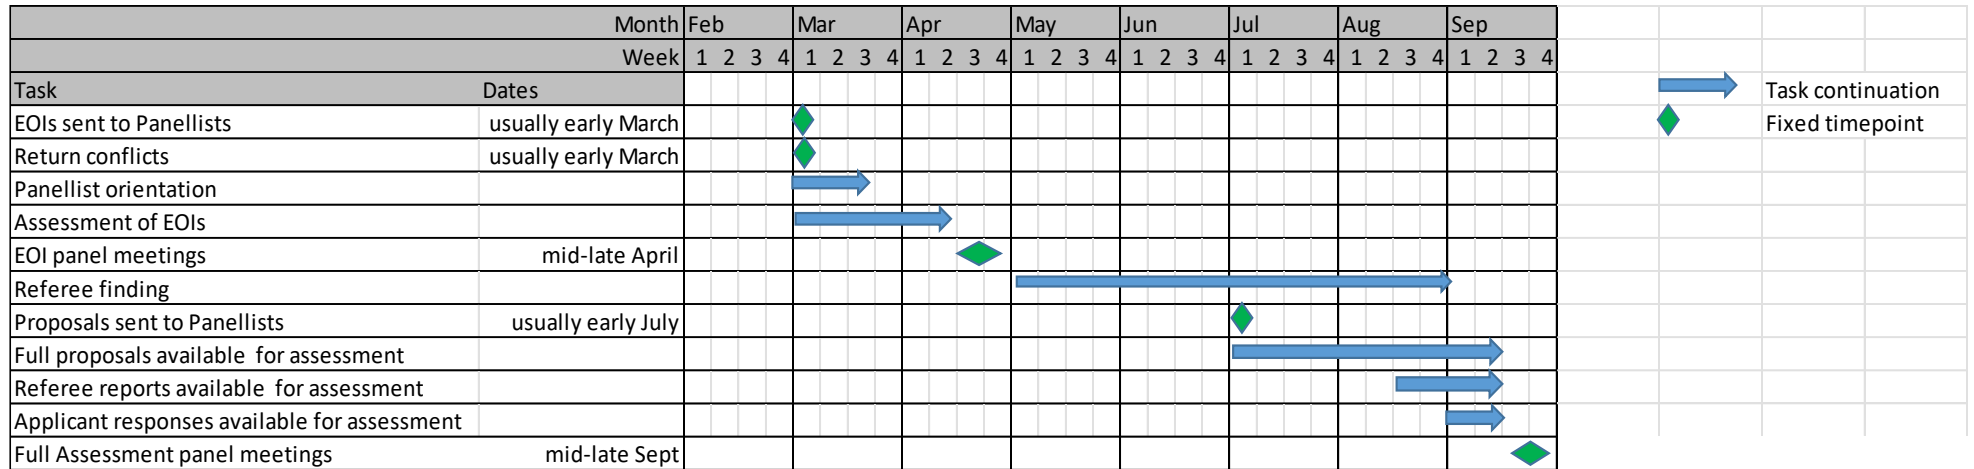 Month Feb Mar Apr May Jun Jul Aug Sep
Week 1 2 3 4 1 2 3 4 1 2 3 4 1 2 3 4 1 2 3 4 1 2 3 4 1 2 3 4 1 2 3 4
Task Dates Task continuation
EOIs sent to Panellists usually early March Fixed timepoint
Return conflicts usually early March
Panellist orientation
Assessment of EOIs
EOI panel meetings mid-late April
Referee finding
Proposals sent to Panellists usually early July
Full proposals available for assessment
Referee reports available for assessment
Applicant responses available for assessment
Full Assessment panel meetings mid-late Sept